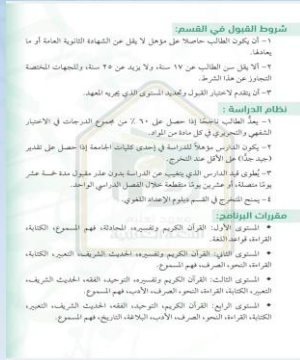 شروط القبول في القسم:
١- أن يكون الطالب حاصلا على مؤهل لا يقل عن الشهادة الثانوية العامة أو ما
يعادلها.
٢- ألا يقل سن الطالب عن ١٧ سنة، ولا يزيد عن ٢٥ سنة، وللجهات المختصة
التجاوز عن هذا الشرط.
٣- أن يتقدم لاختبار القبول وتحديد المستوى الذي يجريه المعهد.
نظام الدراسة :
١- يعدُّ الطالب ناجحًا إذا حصل على ٦٠٪ من مجموع الدرجات في الاختبار
الشفهي والتحريري في كل مادة من المواد.
٢- يكون الدارس مؤهلاً للدراسة في إحدى كليات الجامعة إذا حصل على تقدير
(جيد جدًّا) على الأقل عند التخرج.
٣- يُطوى قيد الدارس الذي يتغيب عن الدراسة بدون عذر مقبول مدة خمسة عشر
يومًا متصلة، أو عشرين يومًا متقطعة خلال الفصل الدراسي الواحد.
٤- يمنح المتخرج في القسم دبلوم الإعداد اللغوي.
مقررات البرنامج:
• المستوى الأول: القرآن الكريم وتفسيره، المحادثة، فهم المسموع، الكتابة،
القراءة، قواعد اللغة.
• المستوى الثاني: القرآن الكريم وتفسيره، الحديث الشريف، التعبير، الكتابة،
القراءة، النحو، الصرف، فهم المسموع.
• المستوى الثالث: القرآن الكريم وتفسيره، التوحيد، الفقه، الحديث الشريف،
التعبير، الكتابة، القراءة، النحو، الصرف، الأدب، فهم المسموع.
• المستوى الرابع: القرآن الكريم، التوحيد، الفقه، الحديث الشريف، التعبير،
الكتابة، القراءة، النحو، الصرف، الأدب، البلاغة، التاريخ، فهم المسموع.